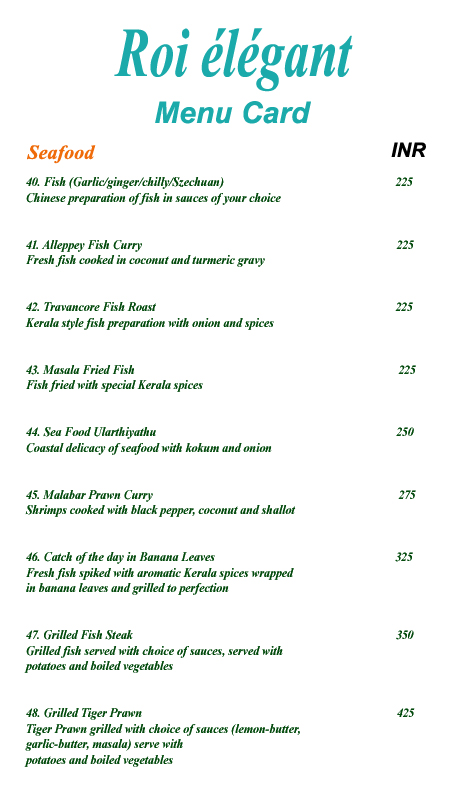 Roi élégant
Menu Card
Seafood INR
40. Fish (Garlic/ginger/chilly/Szechuan) 225
Chinese preparation of fish in sauces of your choice
41. Alleppey Fish Curry 225
Fresh fish cooked in coconut and turmeric gravy
42. Travancore Fish Roast 225
Kerala style fish preparation with onion and spices
43. Masala Fried Fish 225
Fish fried with special Kerala spices
44. Sea Food Ularthiyathu 250
Coastal delicacy of seafood with kokum and onion
45. Malabar Prawn Curry 275
Shrimps cooked with black pepper, coconut and shallot
46. Catch of the day in Banana Leaves 325
Fresh fish spiked with aromatic Kerala spices wrapped
in banana leaves and grilled to perfection
47. Grilled Fish Steak 350
Grilled fish served with choice of sauces, served with
potatoes and boiled vegetables
48. Grilled Tiger Prawn 425
Tiger Prawn grilled with choice of sauces (lemon-butter,
garlic-butter, masala) serve with
potatoes and boiled vegetables